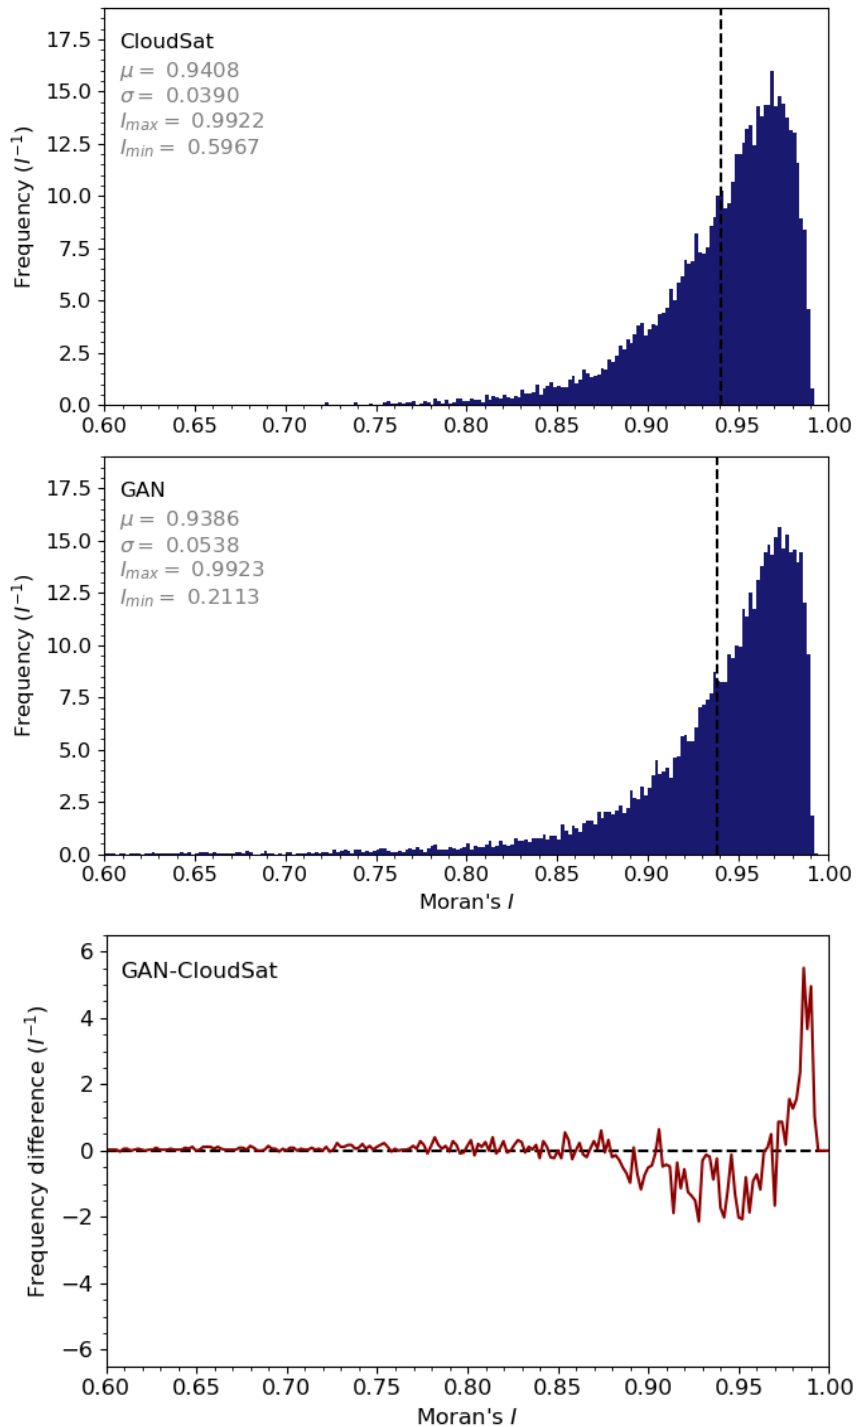 17.5
15.0
12.5
10.0
7.5
5.0
2.5
0.0
Frequency (I⁻¹)
CloudSat
μ = 0.9408
σ = 0.0390
I_max = 0.9922
I_min = 0.5967
0.60 0.65 0.70 0.75 0.80 0.85 0.90 0.95 1.00
17.5
15.0
12.5
10.0
7.5
5.0
2.5
0.0
Frequency (I⁻¹)
GAN
μ = 0.9386
σ = 0.0538
I_max = 0.9923
I_min = 0.2113
0.60 0.65 0.70 0.75 0.80 0.85 0.90 0.95 1.00
Moran's I
6
4
2
0
−2
−4
−6
Frequency difference (I⁻¹)
GAN-CloudSat
0.60 0.65 0.70 0.75 0.80 0.85 0.90 0.95 1.00
Moran's I